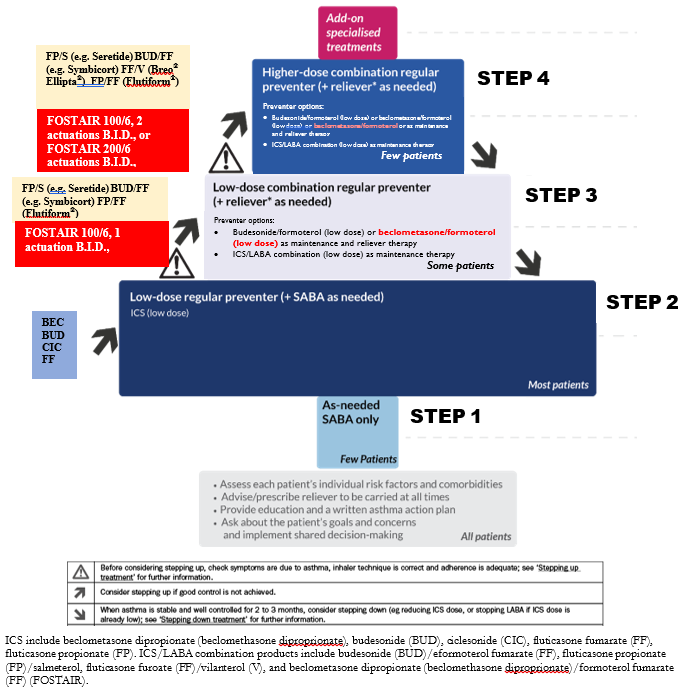 Add-on
specialised
treatments
FP/S (e.g. Seretide) BUD/FF
(e.g. Symbicort) FF/V (Breo²
Ellipta²) FP/FF (Flutiform²)
FOSTAIR 100/6, 2
actuations B.I.D., or
FOSTAIR 200/6
actuations B.I.D.,
Higher-dose combination regular
preventer (+ reliever* as needed)
Preventer options:
• Budesonide/formoterol (low dose) or beclometasone/formoterol
(low dose) or beclometasone/formoterol or as maintenance
and reliever therapy
• ICS/LABA combination (low dose) as maintenance therapy
Few patients
STEP 4
FP/S (e.g. Seretide) BUD/FF
(e.g. Symbicort) FP/FF
(Flutiform²)
FOSTAIR 100/6, 1
actuation B.I.D.,
Low-dose combination regular preventer
(+ reliever* as needed)
Preventer options:
• Budesonide/formoterol (low dose) or beclometasone/formoterol
(low dose) as maintenance and reliever therapy
• ICS/LABA combination (low dose) as maintenance therapy
Some patients
STEP 3
BEC
BUD
CIC
FF
Low-dose regular preventer (+ SABA as needed)
ICS (low dose)
Most patients
STEP 2
As-needed
SABA only
Few Patients
STEP 1
• Assess each patient's individual risk factors and comorbidities
• Advise/prescribe reliever to be carried at all times
• Provide education and a written asthma action plan
• Ask about the patient's goals and concerns
and implement shared decision-making
All patients
Before considering stepping up, check symptoms are due to asthma, inhaler technique is correct and adherence is adequate; see 'Stepping up
treatment' for further information.
Consider stepping up if good control is not achieved.
When asthma is stable and well controlled for 2 to 3 months, consider stepping down (eg reducing ICS dose, or stopping LABA if ICS dose is
already low); see 'Stepping down treatment' for further information.
ICS include beclometasone dipropionate (beclomethasone diproprionate), budesonide (BUD), ciclesonide (CIC), fluticasone fumarate (FF),
fluticasone propionate (FP). ICS/LABA combination products include budesonide (BUD)/eformoterol fumarate (FF), fluticasone propionate
(FP)/salmeterol, fluticasone furoate (FF)/vilanterol (V), and beclometasone dipropionate (beclomethasone diproprionate)/formoterol fumarate
(FF) (FOSTAIR).